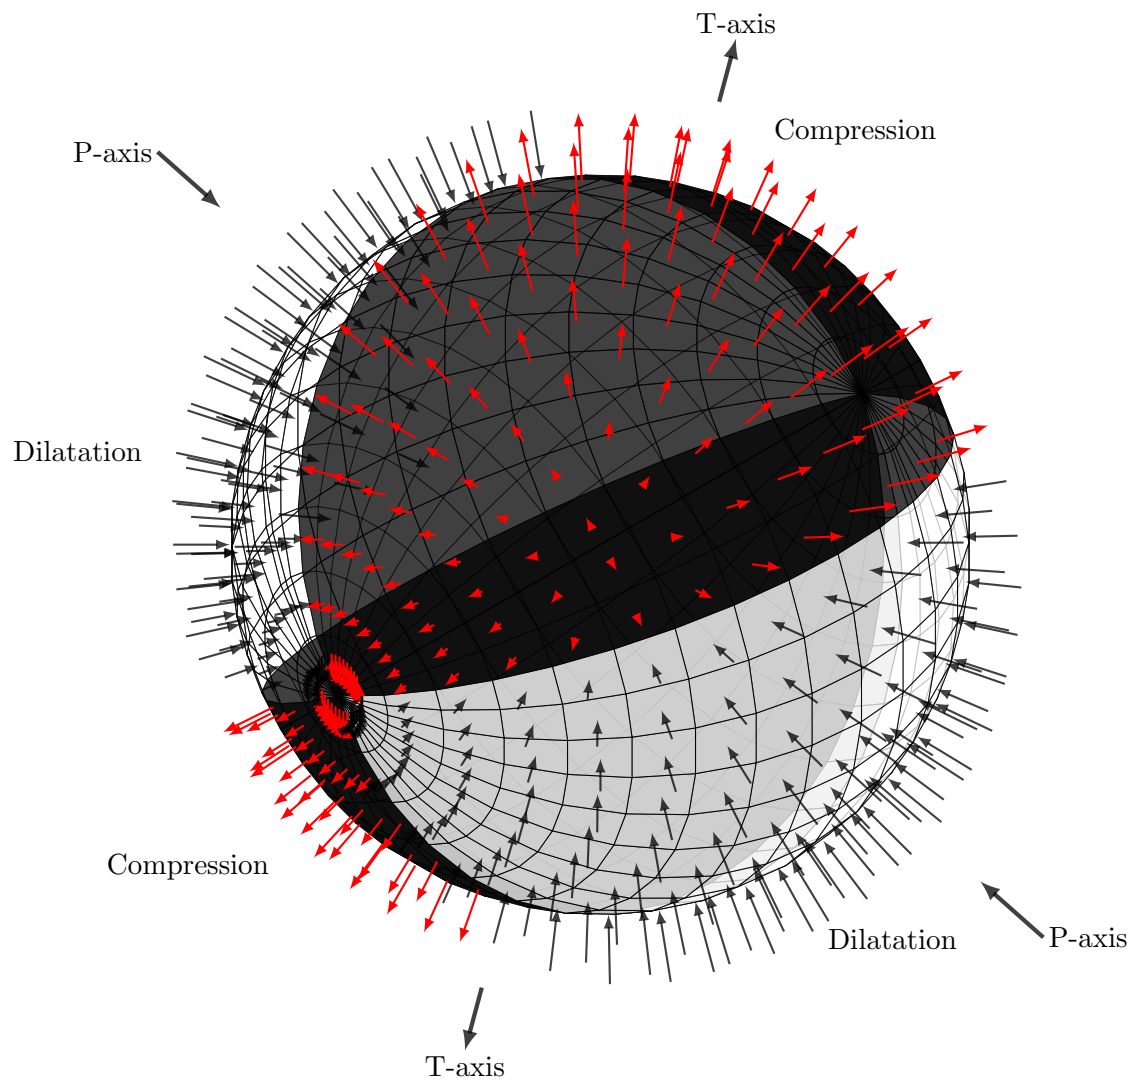 T-axis
Compression
P-axis
Dilatation
Compression
Dilatation
P-axis
T-axis